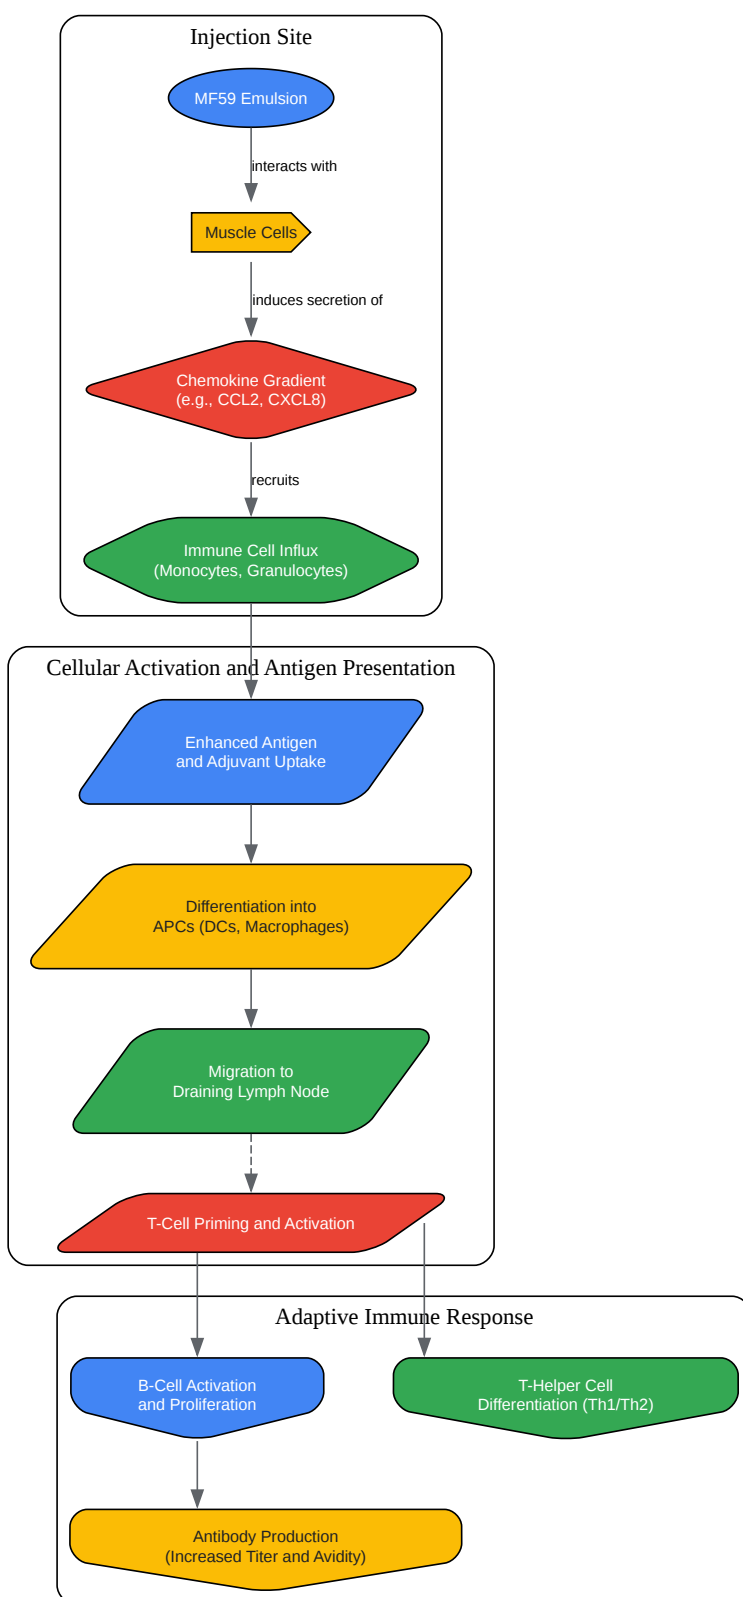 Injection Site
MF59 Emulsion
interacts with
Muscle Cells
induces secretion of
Chemokine Gradient
(e.g., CCL2, CXCL8)
recruits
Immune Cell Influx
(Monocytes, Granulocytes)
Cellular Activation and Antigen Presentation
Enhanced Antigen
and Adjuvant Uptake
Differentiation into
APCs (DCs, Macrophages)
Migration to
Draining Lymph Node
T-Cell Priming and Activation
Adaptive Immune Response
B-Cell Activation
and Proliferation
T-Helper Cell
Differentiation (Th1/Th2)
Antibody Production
(Increased Titer and Avidity)